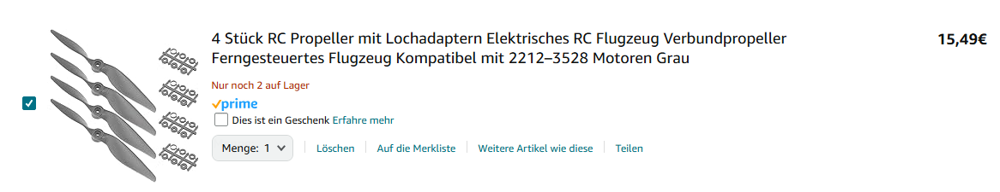 4 Stück RC Propeller mit Lochadaptern Elektrisches RC Flugzeug Verbundpropeller
15,49€
Ferngesteuertes Flugzeug Kompatibel mit 2212–3528 Motoren Grau
Nur noch 2 auf Lager
prime
Dies ist ein Geschenk Erfahre mehr
Menge: 1
Löschen
Auf die Merkliste
Weitere Artikel wie diese
Teilen